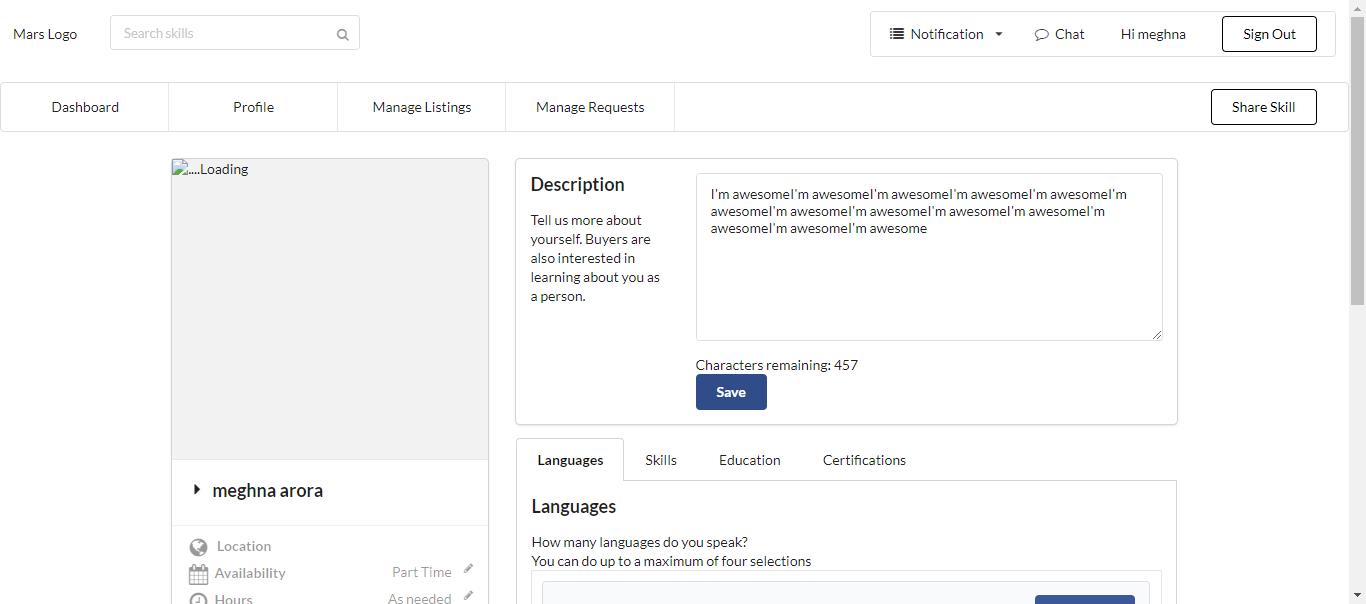 Mars Logo
Search skills
Notification
Chat
Hi meghna
Sign Out
Dashboard
Profile
Manage Listings
Manage Requests
Share Skill
....Loading
Description
Tell us more about
yourself. Buyers are
also interested in
learning about you as
a person.
I'm awesomeI'm awesomeI'm awesomeI'm awesomeI'm awesomeI'm
awesomeI'm awesomeI'm awesomeI'm awesomeI'm awesomeI'm
awesomeI'm awesomeI'm awesome
Characters remaining: 457
Save
meghna arora
Location
Availability
Part Time
Hours
As needed
Languages
Skills
Education
Certifications
Languages
How many languages do you speak?
You can do up to a maximum of four selections